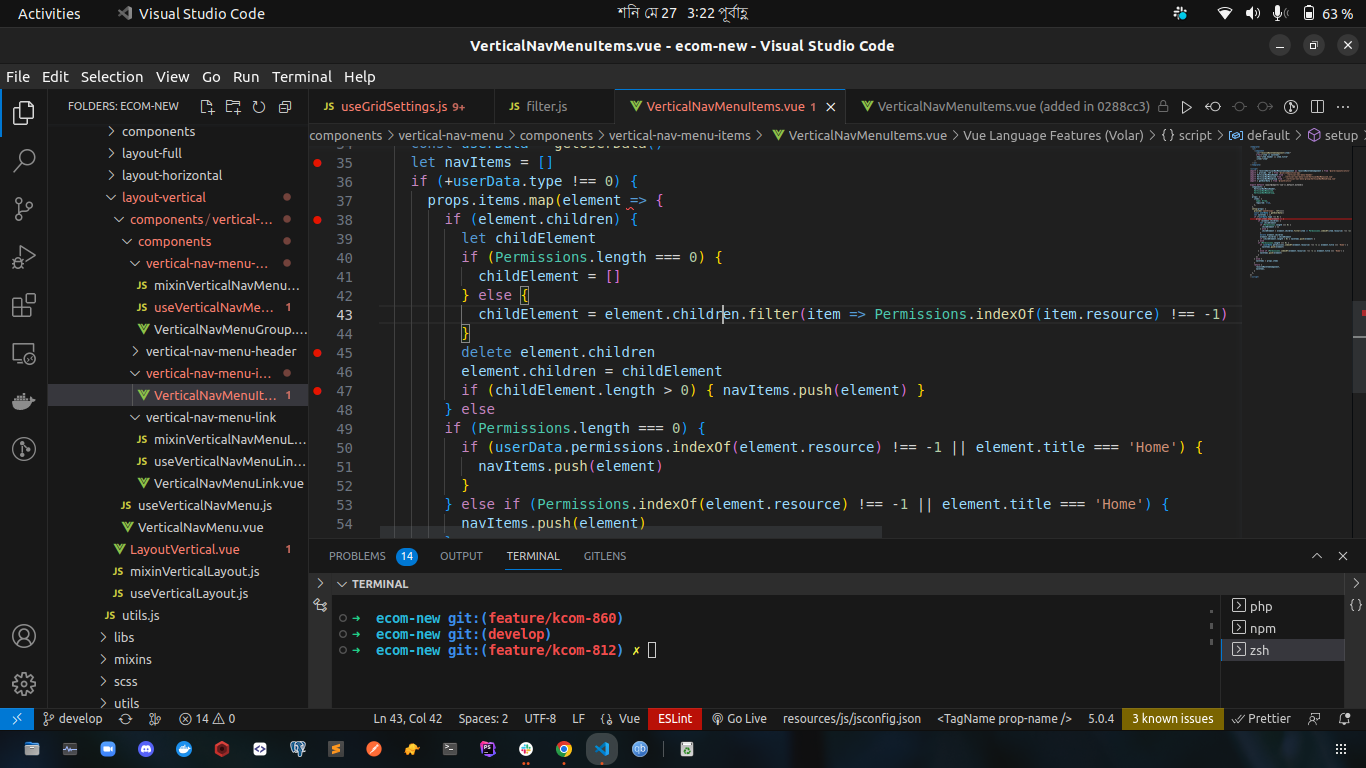 Activities
Visual Studio Code
শনি মে 27 3:22 পূর্বাহ্ণ
63 %
VerticalNavMenuItems.vue - ecom-new - Visual Studio Code
File Edit Selection View Go Run Terminal Help
FOLDERS: ECOM-NEW
components
layout-full
layout-horizontal
layout-vertical
components / vertical-...
components
vertical-nav-menu-...
mixinVerticalNavMenu...
useVerticalNavMe... 1
VerticalNavMenuGroup....
vertical-nav-menu-header
vertical-nav-menu-i...
VerticalNavMenuIt... 1
vertical-nav-menu-link
mixinVerticalNavMenuL...
useVerticalNavMenuLin...
VerticalNavMenuLink.vue
useVerticalNavMenu.js
VerticalNavMenu.vue
LayoutVertical.vue 1
mixinVerticalLayout.js
useVerticalLayout.js
utils.js
libs
mixins
scss
utils
useGridSettings.js 9+
filter.js
VerticalNavMenuItems.vue 1
VerticalNavMenuItems.vue (added in 0288cc3)
components > vertical-nav-menu > components > vertical-nav-menu-items > VerticalNavMenuItems.vue > Vue Language Features (Volar) > {} script > default > setup
34 const userData = getUserData()
35 let navItems = []
36 if (+userData.type !== 0) {
37 props.items.map(element => {
38 if (element.children) {
39 let childElement
40 if (Permissions.length === 0) {
41 childElement = []
42 } else {
43 childElement = element.children.filter(item => Permissions.indexOf(item.resource) !== -1)
44 }
45 delete element.children
46 element.children = childElement
47 if (childElement.length > 0) { navItems.push(element) }
48 } else
49 if (Permissions.length === 0) {
50 if (userData.permissions.indexOf(element.resource) !== -1 || element.title === 'Home') {
51 navItems.push(element)
52 }
53 } else if (Permissions.indexOf(element.resource) !== -1 || element.title === 'Home') {
54 navItems.push(element)
PROBLEMS 14 OUTPUT TERMINAL GITLENS
TERMINAL
ecom-new git:(feature/kcom-860)
ecom-new git:(develop)
ecom-new git:(feature/kcom-812) ✗
php
npm
zsh
develop 14 0 Ln 43, Col 42 Spaces: 2 UTF-8 LF Vue ESLint Go Live resources/js/jsconfig.json <TagName prop-name /> 5.0.4 3 known issues Prettier